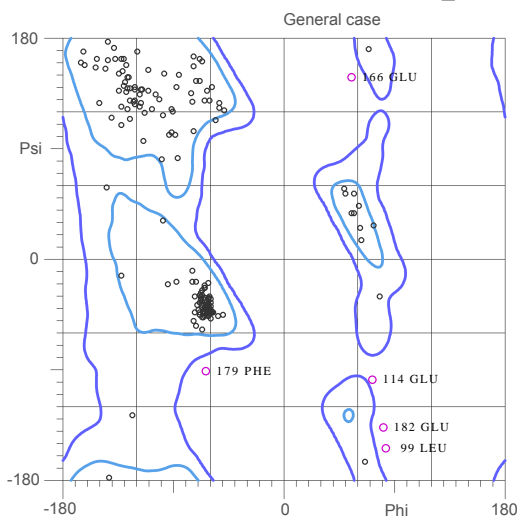 General case
180
166 GLU
Psi
0
179 PHE
114 GLU
182 GLU
99 LEU
-180
-180
0
Phi
180